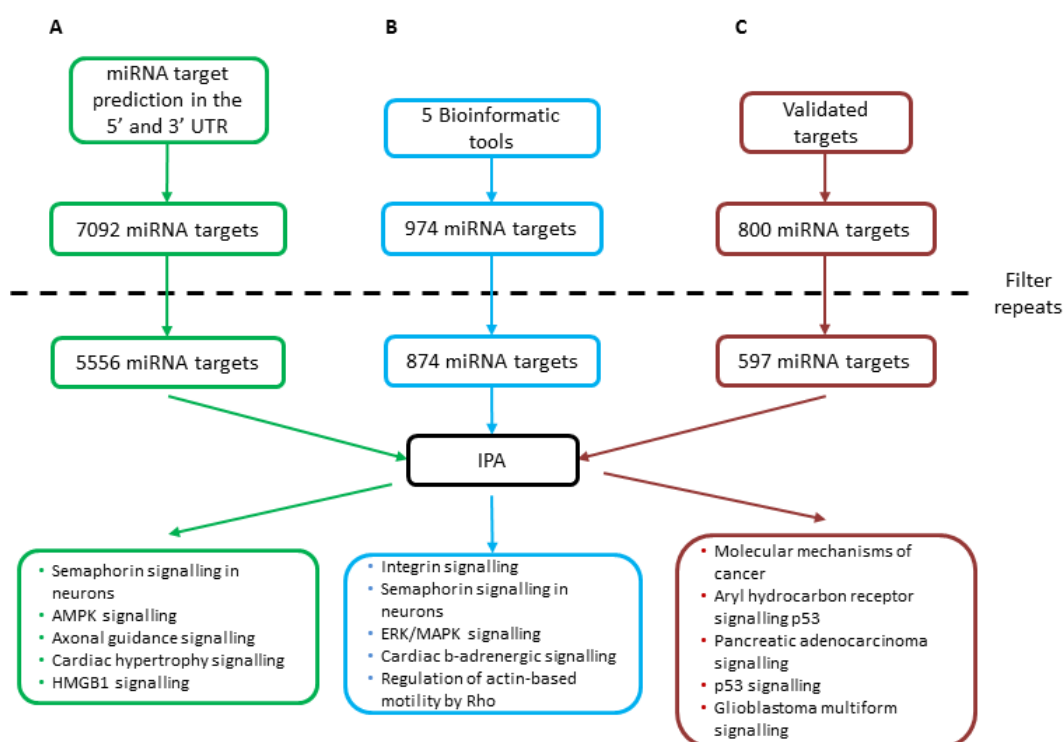 A
B
C
miRNA target
prediction in the
5’ and 3’ UTR
5 Bioinformatic
tools
Validated
targets
7092 miRNA targets
974 miRNA targets
800 miRNA targets
Filter
repeats
5556 miRNA targets
874 miRNA targets
597 miRNA targets
IPA
• Semaphorin signalling in
neurons
• AMPK signalling
• Axonal guidance signalling
• Cardiac hypertrophy signalling
• HMGB1 signalling
• Integrin signalling
• Semaphorin signalling in
neurons
• ERK/MAPK signalling
• Cardiac b-adrenergic signalling
• Regulation of actin-based
motility by Rho
• Molecular mechanisms of
cancer
• Aryl hydrocarbon receptor
signalling p53
• Pancreatic adenocarcinoma
signalling
• p53 signalling
• Glioblastoma multiform
signalling